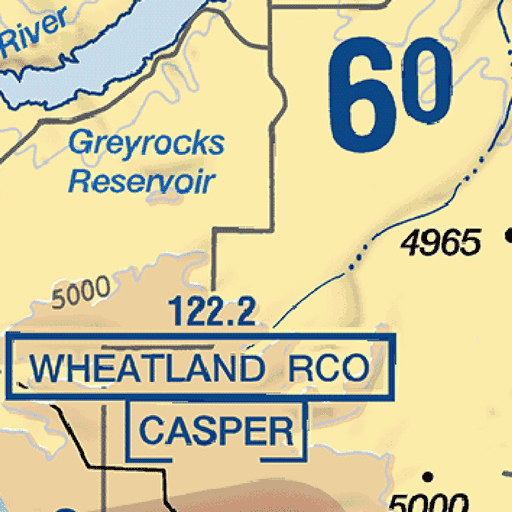 River
6⁰
Greyrocks
Reservoir
4965
5000
122.2
WHEATLAND RCO
CASPER
5000